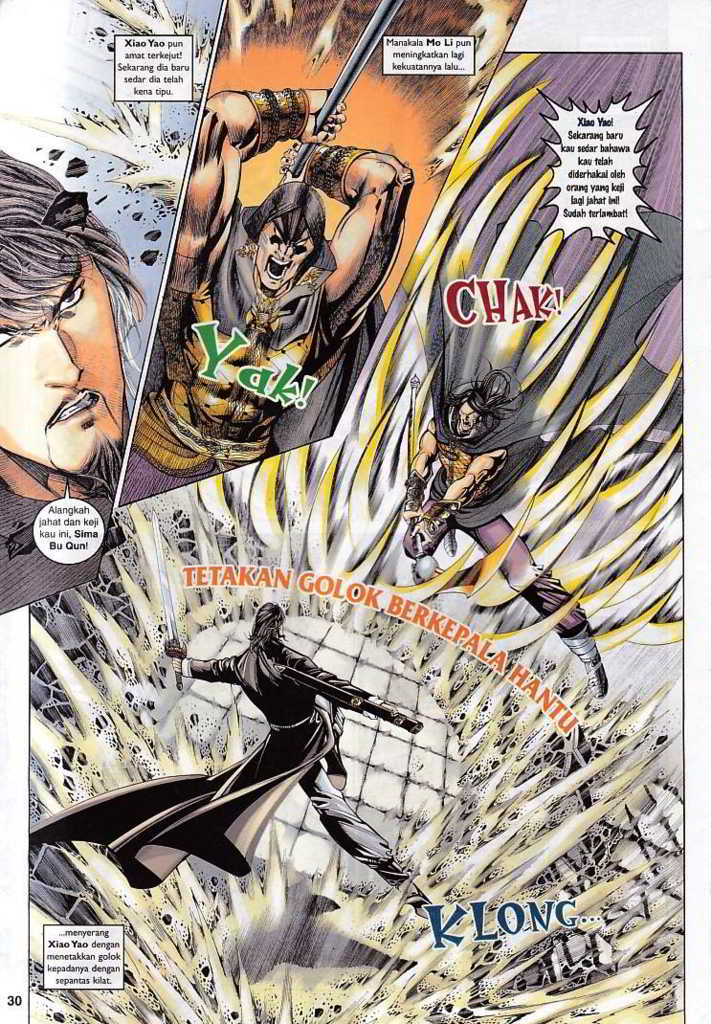 Xiao Yao pun
amat terkejut!
Sekarang dia baru
sedar dia telah
kena tipu.
Manakala Mo Li pun
meningkatkan lagi
kekuatannya lalu...
Xiao Yao!
Sekarang baru
kau sedar bahawa
kau telah
diderhakai oleh
orang yang keji
lagi jahat ini!
Sudah terlambat!
CHAK!
Yak!
Alangkah
jahat dan keji
kau ini, Sima
Bu Qun!
TETAKAN GOLOK BERKEPALA HANTU
KLONG...
...menyerang
Xiao Yao dengan
menetakkan golok
kepadanya dengan
sepantas kilat.
30